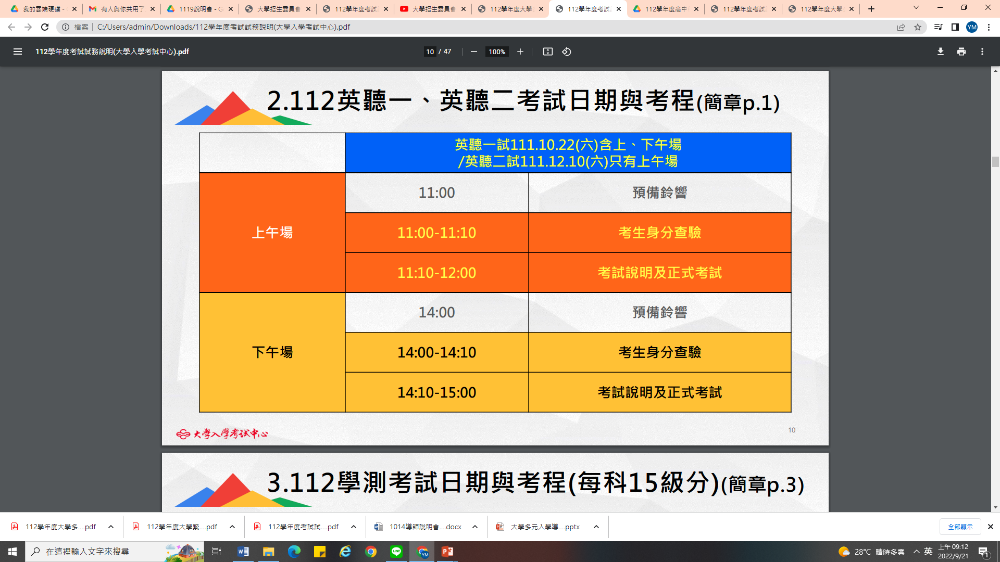 我的雲端硬碟 -
有人與你共用了
1119說明會 - G
大學招生委員會
112學年度考試
大學招生委員會
112學年度大學
112學年度考試
112學年度高中
112學年度考試
112學年度大學
檔案
C:/Users/admin/Downloads/112學年度考試試務說明(大學入學考試中心).pdf
YM
112學年度考試試務說明(大學入學考試中心).pdf
10 / 47
100%
2.112英聽一、英聽二考試日期與考程(簡章p.1)
英聽一試111.10.22(六)含上、下午場
/英聽二試111.12.10(六)只有上午場
上午場
11:00 預備鈴響
11:00-11:10 考生身分查驗
11:10-12:00 考試說明及正式考試
下午場
14:00 預備鈴響
14:00-14:10 考生身分查驗
14:10-15:00 考試說明及正式考試
大學入學考試中心
10
3.112學測考試日期與考程(每科15級分)(簡章p.3)
112學年度大學多....pdf
112學年度大學繁....pdf
112學年度考試試....pdf
1014導師說明會....docx
大學多元入學導....pptx
全部顯示
在這裡輸入文字來搜尋
28°C 晴時多雲
英
上午 09:12
2022/9/21
1